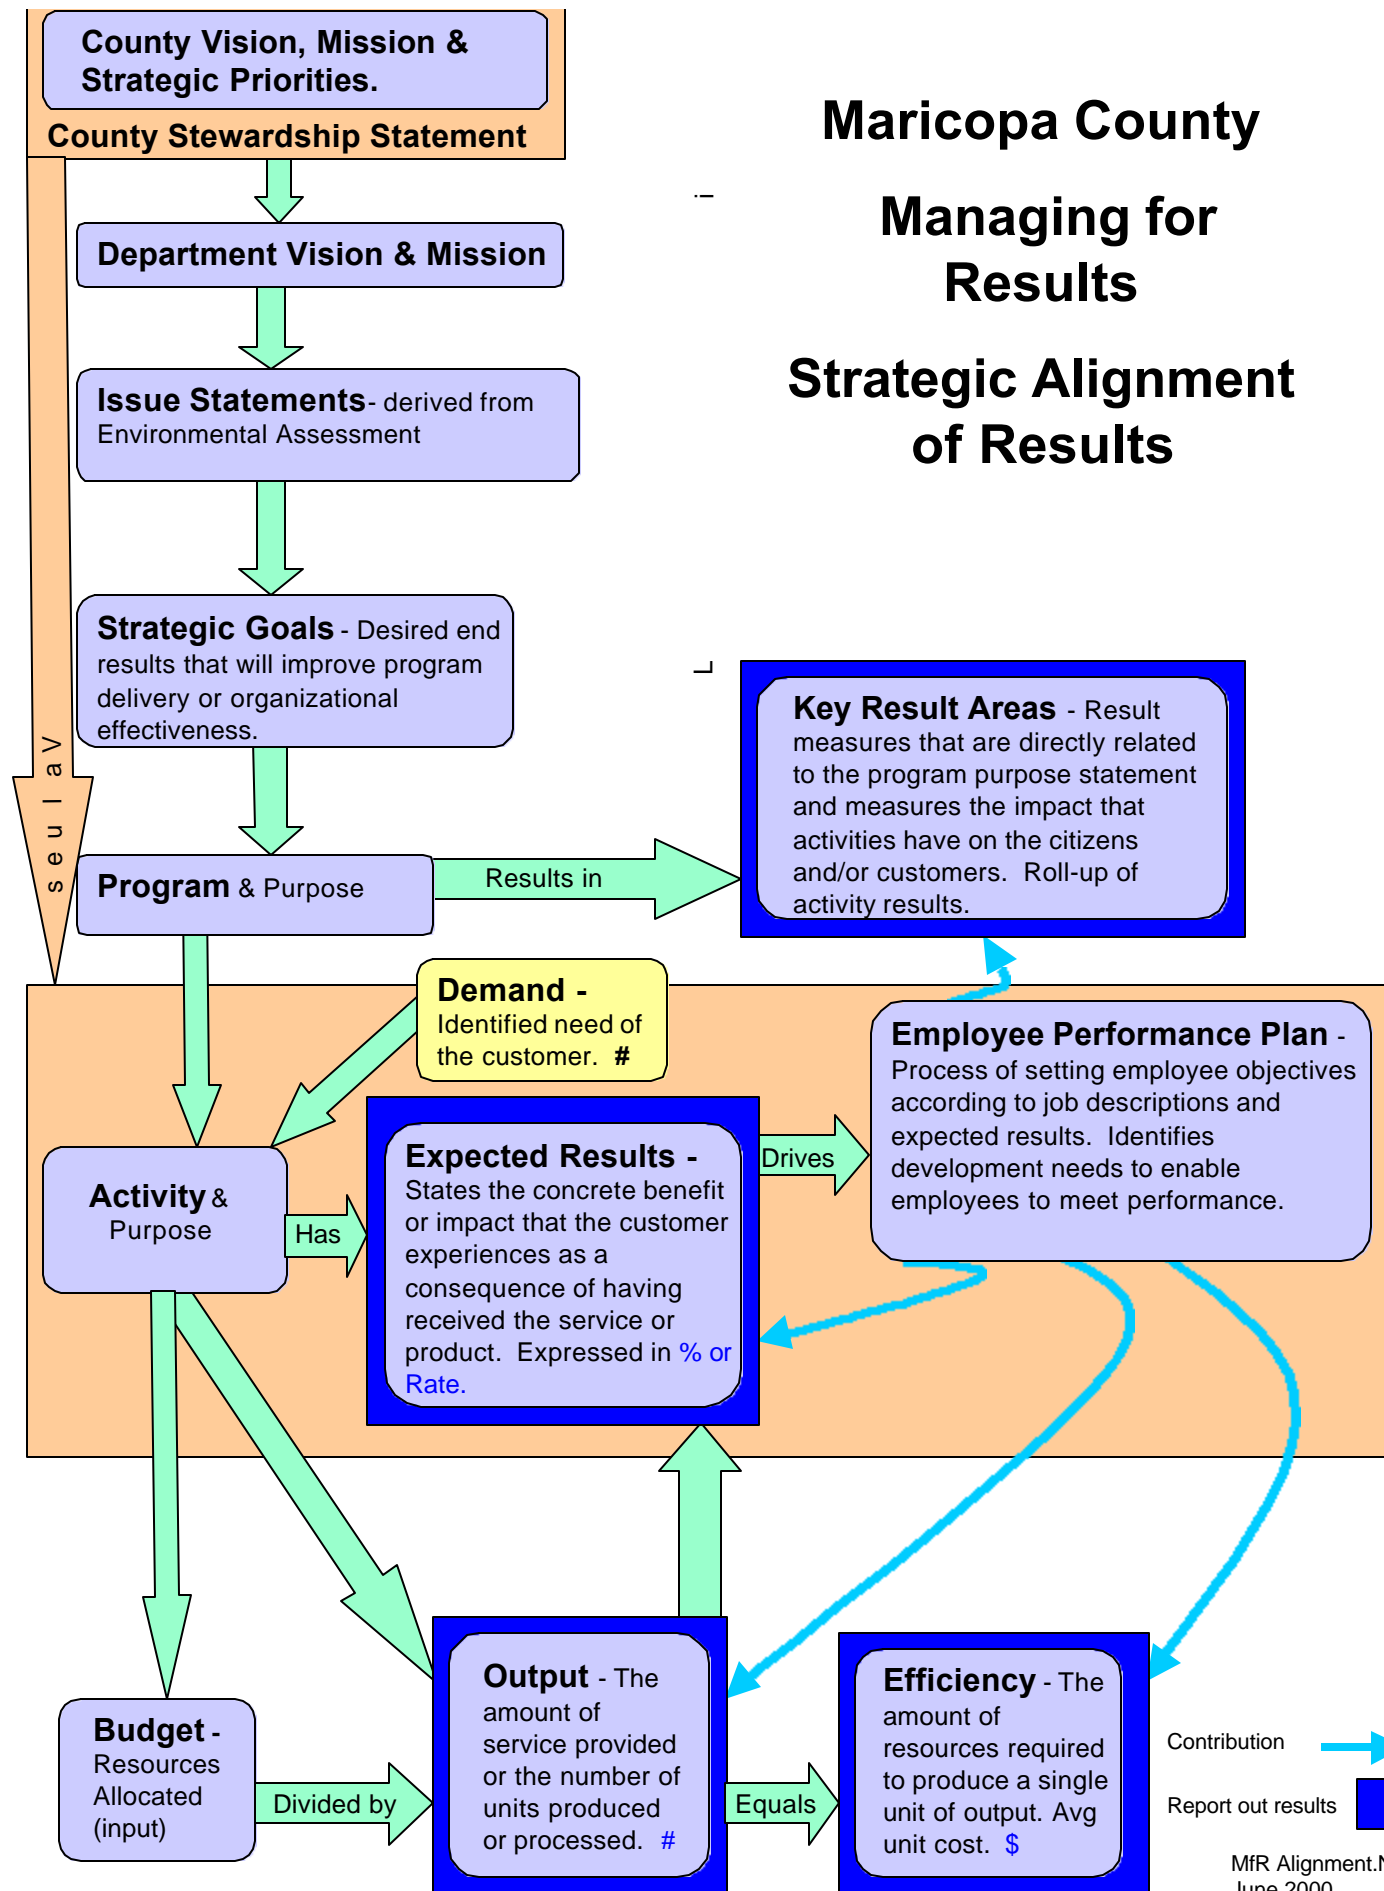 County Vision, Mission &
Strategic Priorities.
County Stewardship Statement
Maricopa County
Managing for
Results
Strategic Alignment
of Results
Department Vision & Mission
Issue Statements- derived from
Environmental Assessment
Strategic Goals - Desired end
results that will improve program
delivery or organizational
effectiveness.
Values
Program & Purpose
Results in
Key Result Areas - Result
measures that are directly related
to the program purpose statement
and measures the impact that
activities have on the citizens
and/or customers. Roll-up of
activity results.
Demand -
Identified need of
the customer. #
Employee Performance Plan -
Process of setting employee objectives
according to job descriptions and
expected results. Identifies
development needs to enable
employees to meet performance.
Activity &
Purpose
Has
Expected Results -
States the concrete benefit
or impact that the customer
experiences as a
consequence of having
received the service or
product. Expressed in % or
Rate.
Drives
Budget -
Resources
Allocated
(input)
Divided by
Output - The
amount of
service provided
or the number of
units produced
or processed. #
Equals
Efficiency - The
amount of
resources required
to produce a single
unit of output. Avg
unit cost. $
Contribution
Report out results
MfR Alignment.N
June 2000